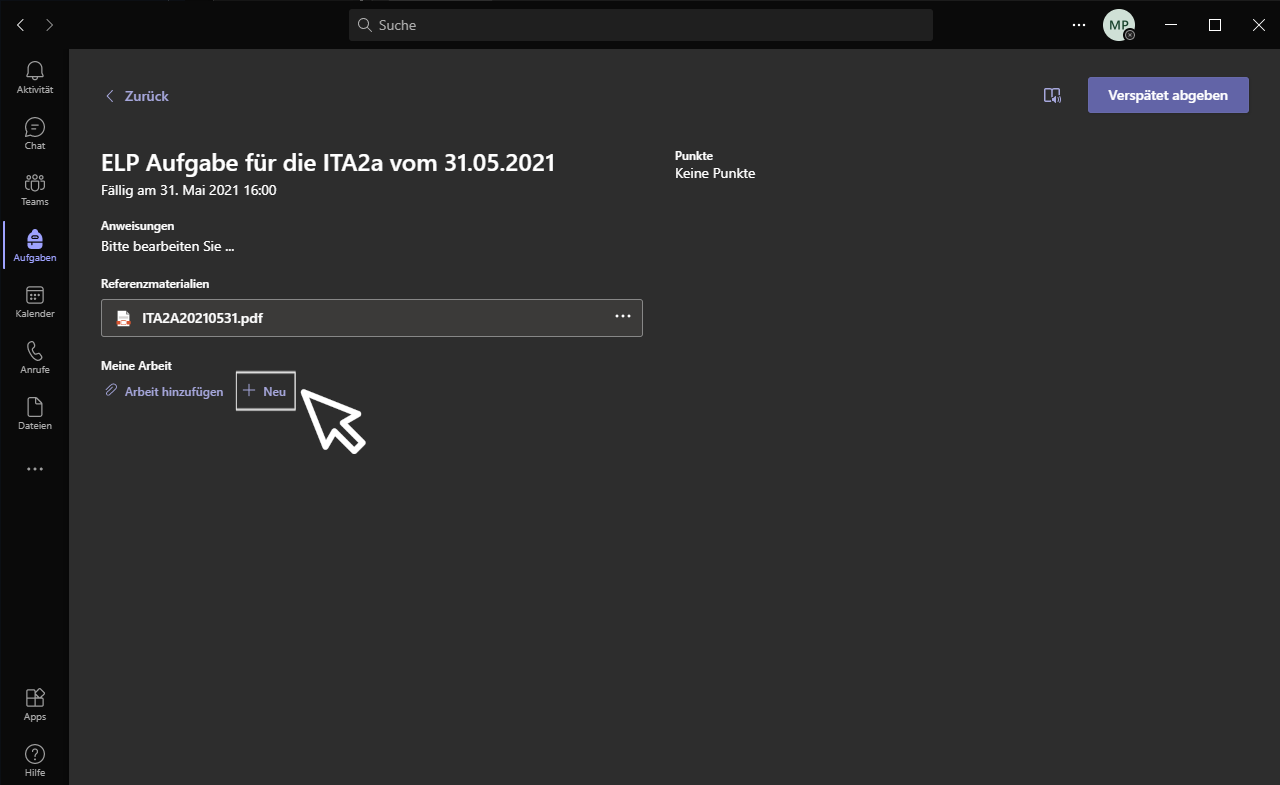 Suche
MP
Aktivität
Chat
Teams
Aufgaben
Kalender
Anrufe
Dateien
Apps
Hilfe
Zurück
Verspätet abgeben
ELP Aufgabe für die ITA2a vom 31.05.2021
Fällig am 31. Mai 2021 16:00
Anweisungen
Bitte bearbeiten Sie ...
Referenzmaterialien
ITA2A20210531.pdf
Meine Arbeit
Arbeit hinzufügen
Neu
Punkte
Keine Punkte